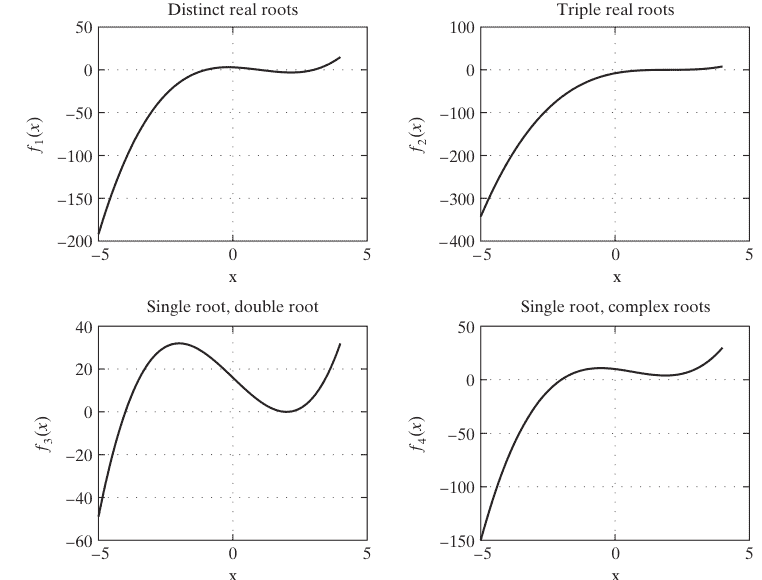 Distinct real roots
50
0
−50
−100
−150
−200
−5
0
5
x
f1(x)
Triple real roots
100
0
−100
−200
−300
−400
−5
0
5
x
f2(x)
Single root, double root
40
20
0
−20
−40
−60
−5
0
5
x
f3(x)
Single root, complex roots
50
0
−50
−100
−150
−5
0
5
x
f4(x)